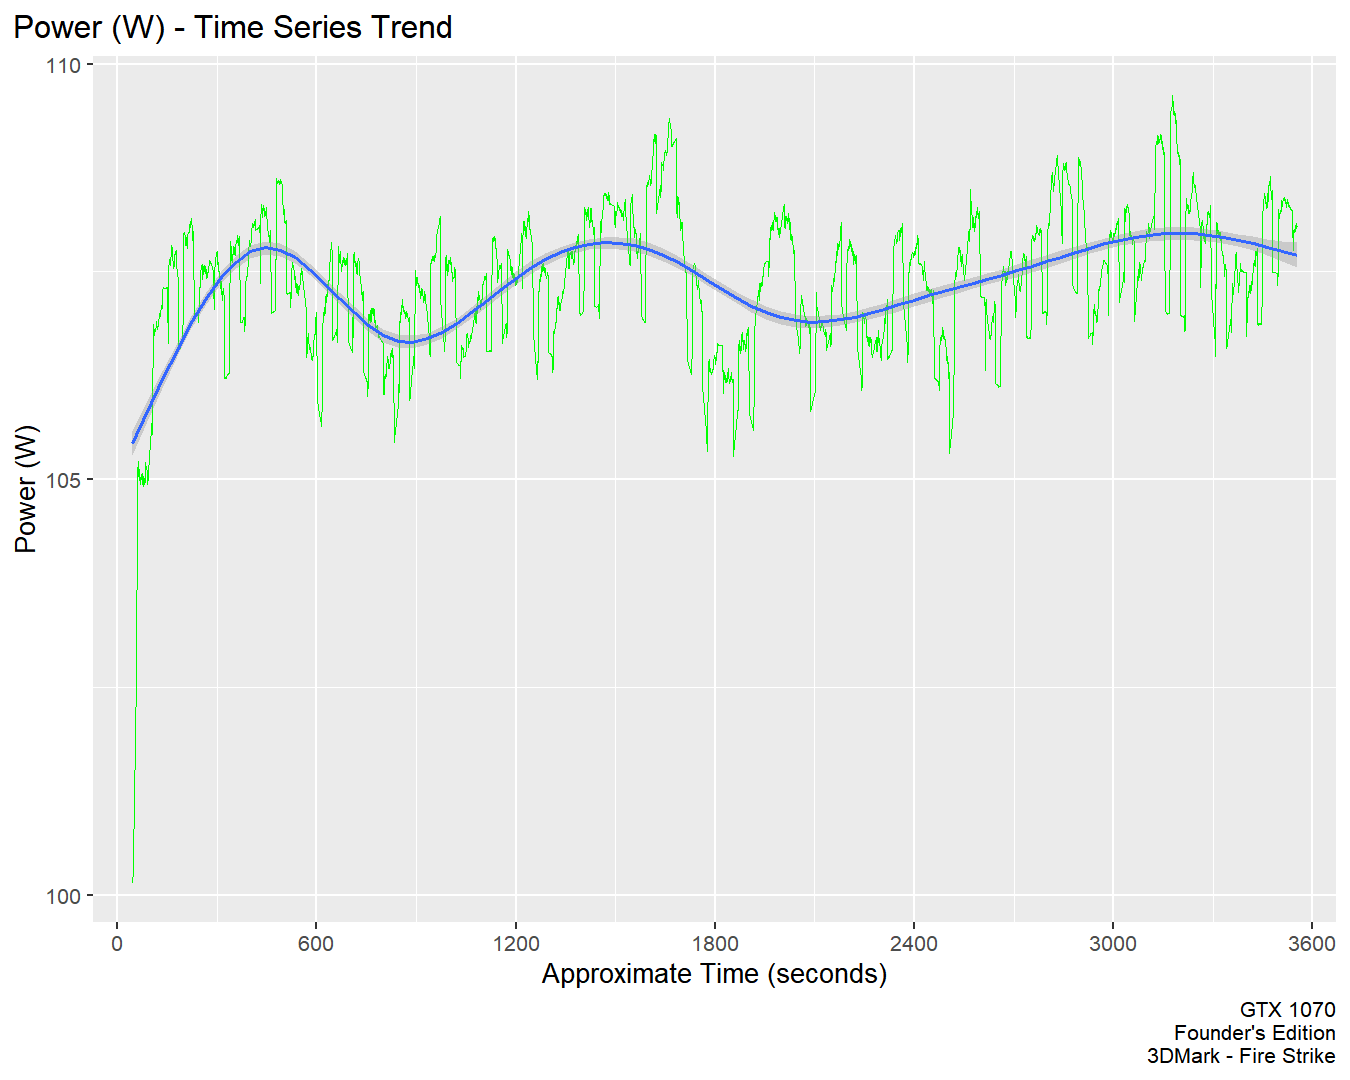 Power (W) - Time Series Trend
110
105
100
Power (W)
0 600 1200 1800 2400 3000 3600
Approximate Time (seconds)
GTX 1070
Founder's Edition
3DMark - Fire Strike